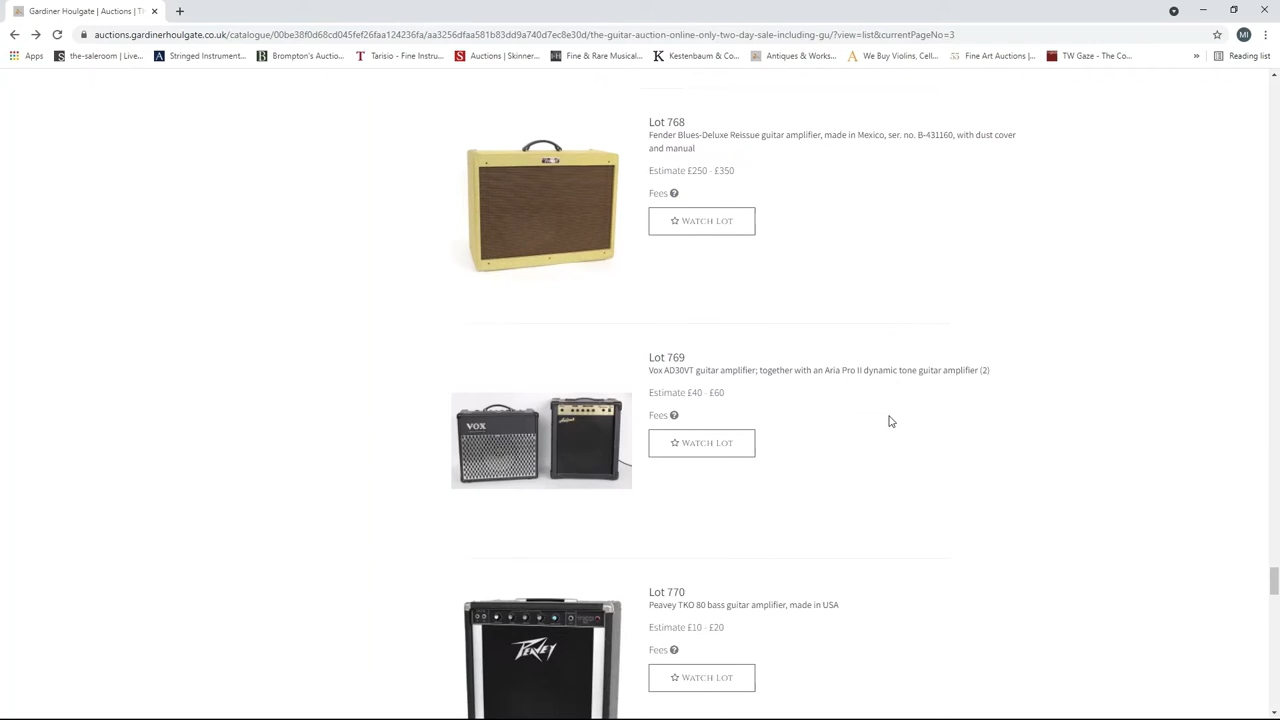 Gardiner Houlgate | Auctions | Th
auctions.gardinerhoulgate.co.uk/catalogue/00be38f0d68cd045fef26faa124236fa/aa3256dfaa581b83dd9a740d7ec8e30d/the-guitar-auction-online-only-two-day-sale-including-gu/?view=list&currentPageNo=3
MI
Apps
the-saleroom | Live...
Stringed Instrument...
Brompton's Auctio...
Tarisio - Fine Instru...
Auctions | Skinner...
Fine & Rare Musical...
Kestenbaum & Co...
Antiques & Works...
We Buy Violins, Cell...
Fine Art Auctions |...
TW Gaze - The Co...
»
Reading list
Lot 768
Fender Blues-Deluxe Reissue guitar amplifier, made in Mexico, ser. no. B-431160, with dust cover
and manual
Estimate £250 - £350
Fees
WATCH LOT
Lot 769
Vox AD30VT guitar amplifier; together with an Aria Pro II dynamic tone guitar amplifier (2)
Estimate £40 - £60
Fees
WATCH LOT
VOX
Lot 770
Peavey TKO 80 bass guitar amplifier, made in USA
Estimate £10 - £20
Fees
WATCH LOT
PEAVEY